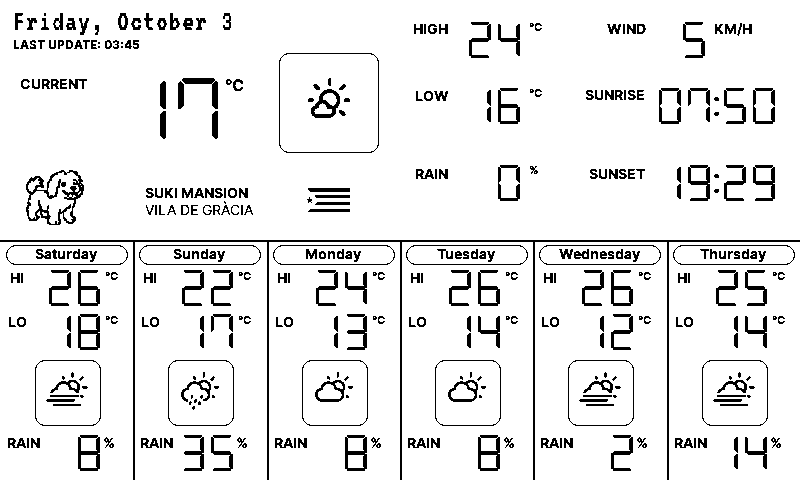 Friday, October 3
LAST UPDATE: 03:45
CURRENT 17 °C
SUKI MANSION
VILA DE GRÀCIA
HIGH 24 °C
LOW 16 °C
RAIN 0 %
WIND 5 KM/H
SUNRISE 07:50
SUNSET 19:29
Saturday
HI 26 °C
LO 18 °C
RAIN 8 %
Sunday
HI 22 °C
LO 17 °C
RAIN 35 %
Monday
HI 24 °C
LO 13 °C
RAIN 8 %
Tuesday
HI 26 °C
LO 14 °C
RAIN 8 %
Wednesday
HI 26 °C
LO 12 °C
RAIN 2 %
Thursday
HI 25 °C
LO 14 °C
RAIN 14 %